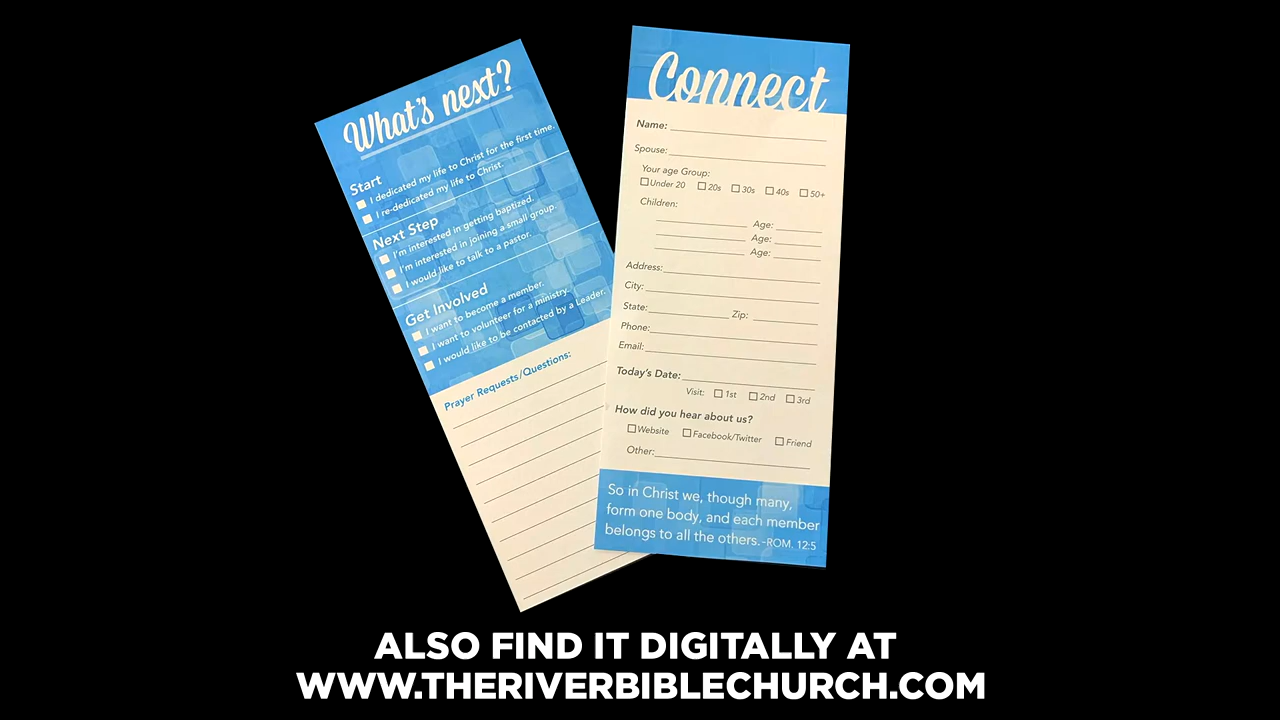 What's next?
Start
I dedicated my life to Christ for the first time.
I re-dedicated my life to Christ.
Next Step
I'm interested in getting baptized.
I'm interested in joining a small group.
I would like to talk to a pastor.
Get Involved
I want to become a member.
I want to volunteer for a ministry.
I would like to be contacted by a Leader.
Prayer Requests/Questions:
Connect
Name:
Spouse:
Your age Group:
Under 20 20s 30s 40s 50+
Children:
Age:
Age:
Age:
Address:
City:
State: Zip:
Phone:
Email:
Today's Date:
Visit: 1st 2nd 3rd
How did you hear about us?
Website Facebook/Twitter Friend
Other:
So in Christ we, though many,
form one body, and each member
belongs to all the others. -ROM. 12:5
ALSO FIND IT DIGITALLY AT
WWW.THERIVERBIBLECHURCH.COM